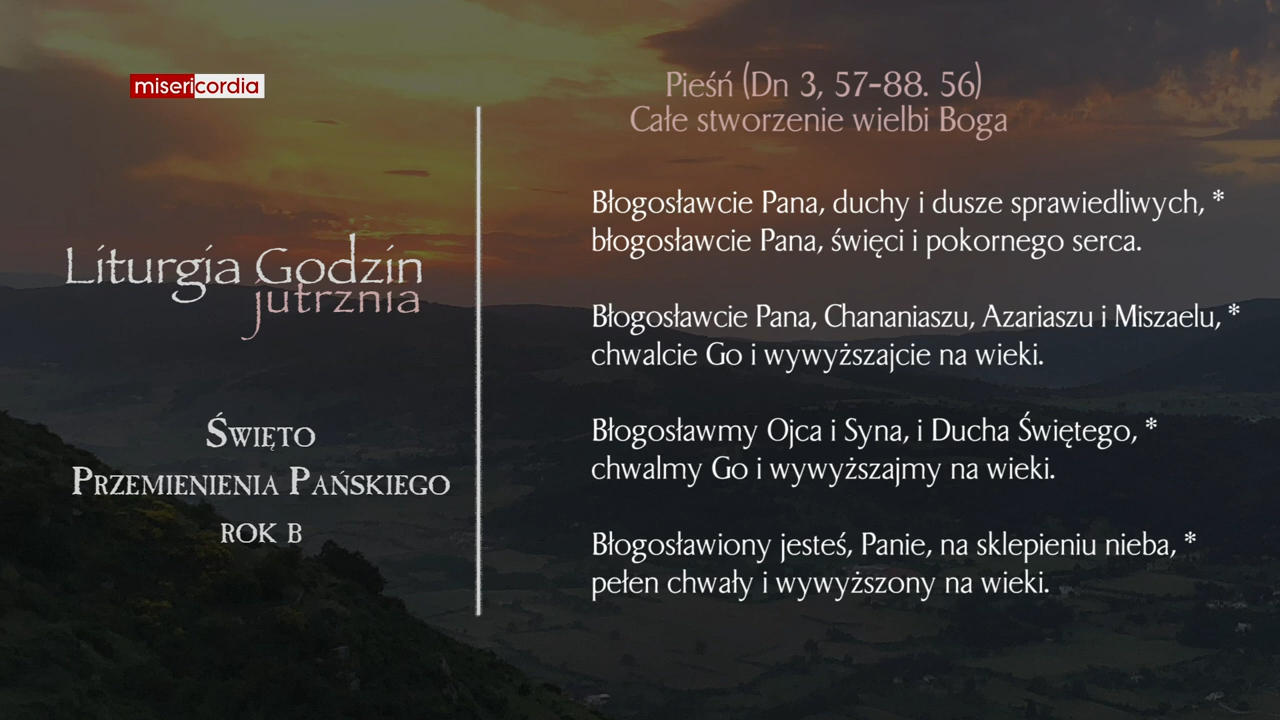 misericordia
Liturgia Godzin
jutrznia
Święto
Przemienienia Pańskiego
rok B
Pieśń (Dn 3, 57-88. 56)
Całe stworzenie wielbi Boga
Błogosławcie Pana, duchy i dusze sprawiedliwych, *
błogosławcie Pana, święci i pokornego serca.
Błogosławcie Pana, Chananiaszu, Azariaszu i Miszaelu, *
chwalcie Go i wywyższajcie na wieki.
Błogosławmy Ojca i Syna, i Ducha Świętego, *
chwalmy Go i wywyższajmy na wieki.
Błogosławiony jesteś, Panie, na sklepieniu nieba, *
pełen chwały i wywyższony na wieki.